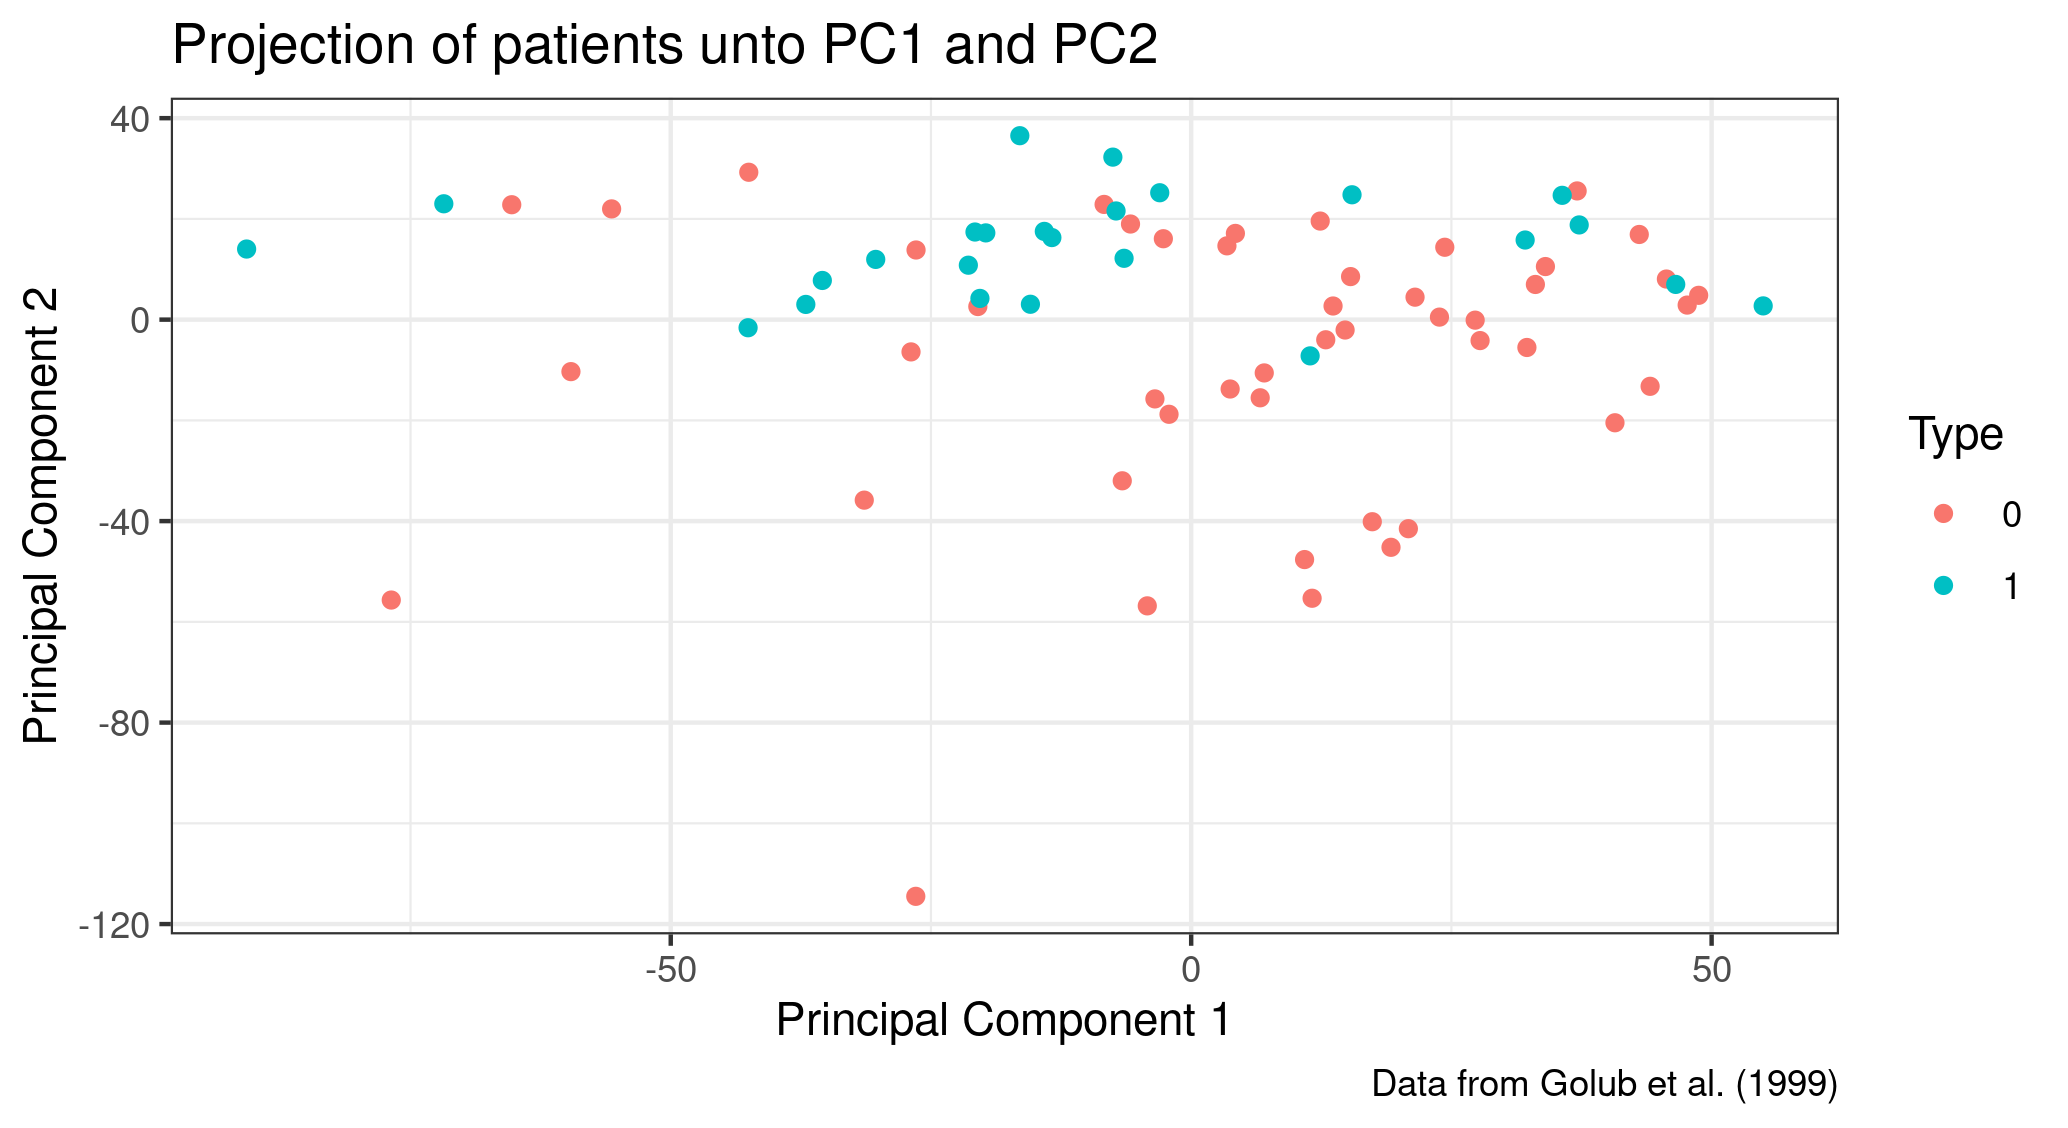 Projection of patients unto PC1 and PC2
Principal Component 2
40
0
-40
-80
-120
-50
0
50
Principal Component 1
Type
0
1
Data from Golub et al. (1999)